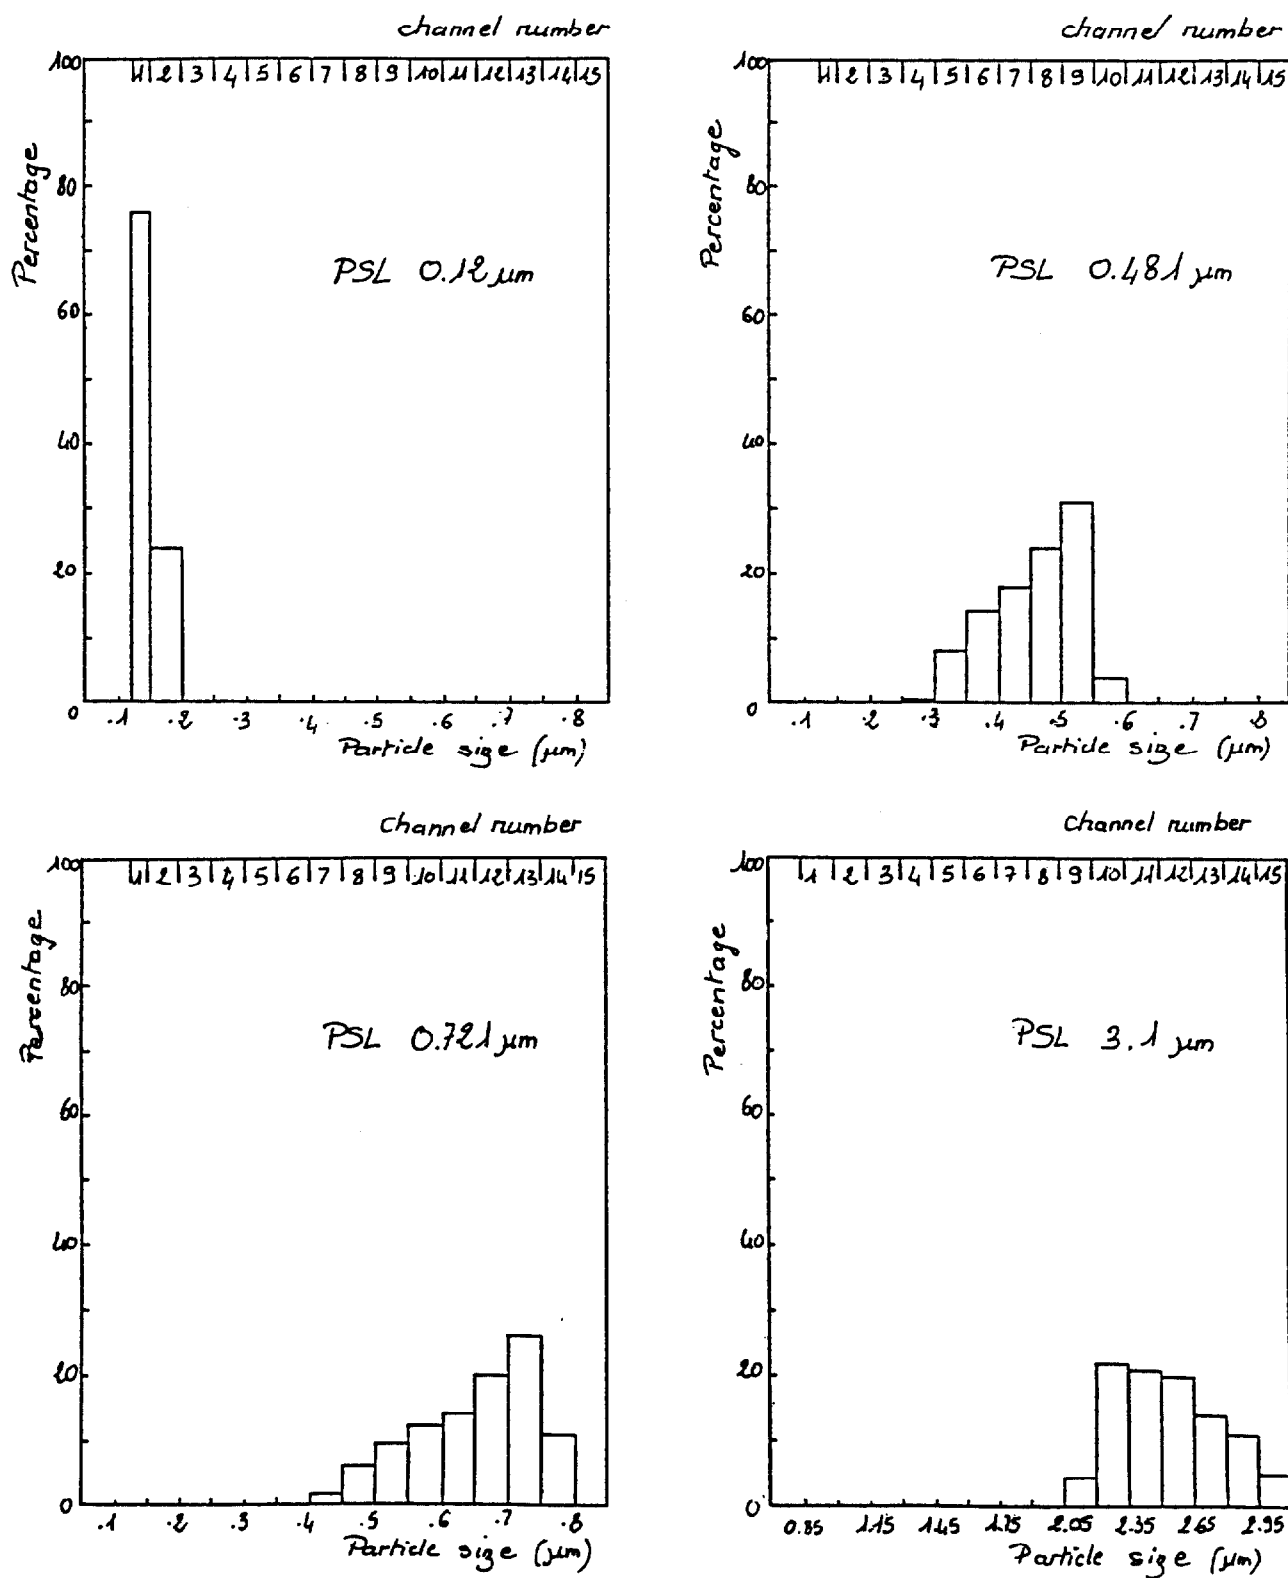 channel number
100 1 2 3 4 5 6 7 8 9 10 11 12 13 14 15
Percentage
80
60
40
20
0
PSL 0.12 µm
.1 .2 .3 .4 .5 .6 .7 .8
Particle size (µm)
channel number
100 1 2 3 4 5 6 7 8 9 10 11 12 13 14 15
Percentage
80
60
40
20
0
PSL 0.481 µm
.1 .2 .3 .4 .5 .6 .7 .8
Particle size (µm)
Channel number
100 1 2 3 4 5 6 7 8 9 10 11 12 13 14 15
Percentage
80
60
40
20
0
PSL 0.721 µm
.1 .2 .3 .4 .5 .6 .7 .8
Particle size (µm)
Channel number
100 1 2 3 4 5 6 7 8 9 10 11 12 13 14 15
Percentage
80
60
40
20
0
PSL 3.1 µm
0.85 1.15 1.45 1.75 2.05 2.35 2.65 2.95
Particle size (µm)